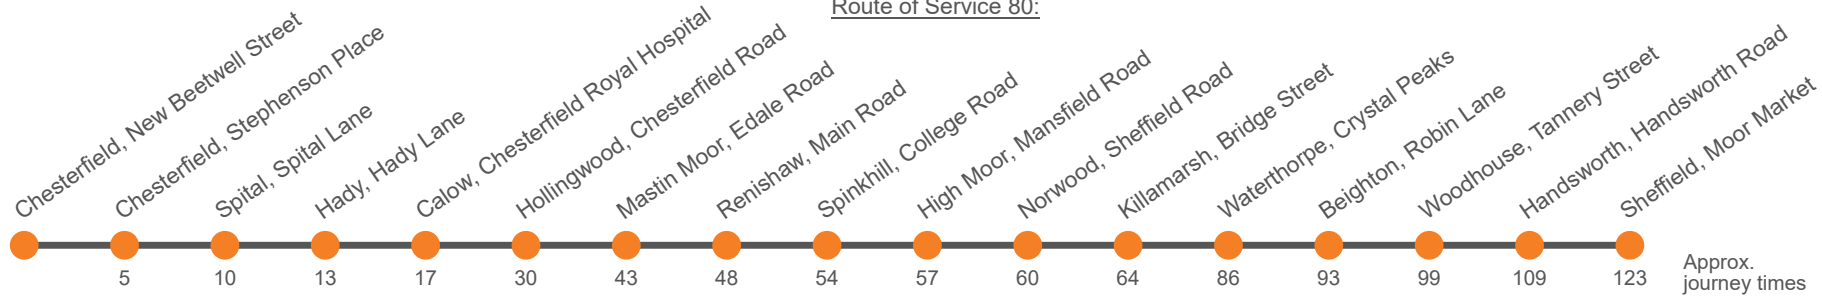 Route of Service 80:
Chesterfield, New Beetwell Street
Chesterfield, Stephenson Place
Spital, Spital Lane
Hady, Hady Lane
Calow, Chesterfield Royal Hospital
Hollingwood, Chesterfield Road
Mastin Moor, Edale Road
Renishaw, Main Road
Spinkhill, College Road
High Moor, Mansfield Road
Norwood, Sheffield Road
Killamarsh, Bridge Street
Waterthorpe, Crystal Peaks
Beighton, Robin Lane
Woodhouse, Tannery Street
Handsworth, Handsworth Road
Sheffield, Moor Market
5 10 13 17 30 43 48 54 57 60 64 86 93 99 109 123
Approx.
journey times